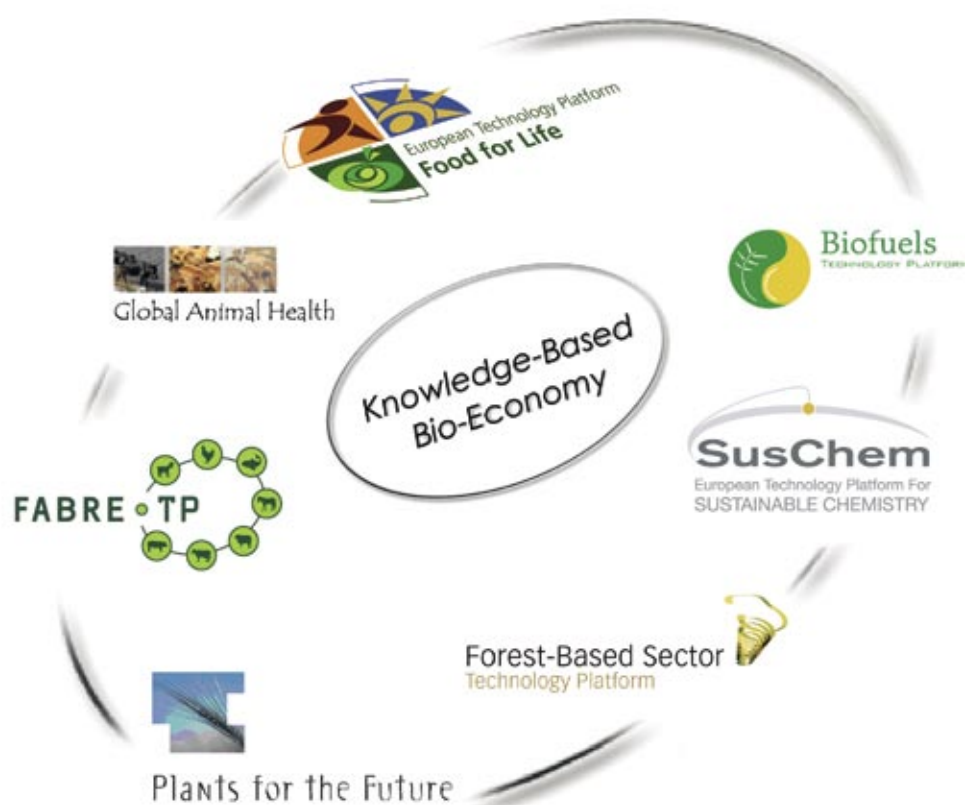 European Technology Platform
Food for Life
Global Animal Health
Biofuels
TECHNOLOGY PLATFORM
Knowledge-Based
Bio-Economy
SusChem
European Technology Platform For
SUSTAINABLE CHEMISTRY
FABRE TP
Forest-Based Sector
Technology Platform
Plants for the Future